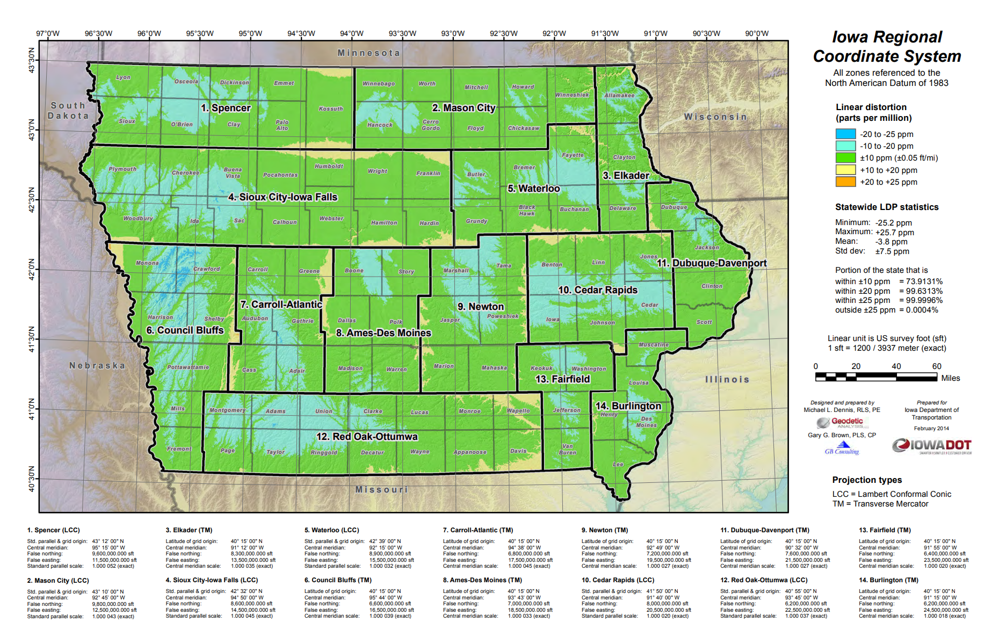 97°0'W 96°30'W 96°0'W 95°30'W 95°0'W 94°30'W 94°0'W 93°30'W 93°0'W 92°30'W 92°0'W 91°30'W 91°0'W 90°30'W 90°0'W
43°30'N
43°0'N
42°30'N
42°0'N
41°30'N
41°0'N
40°30'N
Minnesota
South
Dakota
Wisconsin
Nebraska
Illinois
Missouri
Lyon
Osceola
Dickinson
Emmet
Kossuth
Sioux
O'Brien
Clay
Palo
Alto
1. Spencer
Winnebago
Worth
Mitchell
Howard
Winneshiek
Hancock
Cerro
Gordo
Floyd
Chickasaw
2. Mason City
Allamakee
Clayton
Delaware
3. Elkader
Plymouth
Cherokee
Buena
Vista
Pocahontas
Humboldt
Wright
Franklin
Woodbury
Ida
Sac
Calhoun
Webster
Hamilton
Hardin
4. Sioux City-Iowa Falls
Butler
Bremer
Fayette
Grundy
Black
Hawk
Buchanan
5. Waterloo
Dubuque
Jackson
Clinton
Scott
11. Dubuque-Davenport
Monona
Crawford
Harrison
Shelby
Pottawattamie
Mills
Fremont
6. Council Bluffs
Carroll
Greene
Audubon
Guthrie
Cass
Adair
7. Carroll-Atlantic
Boone
Story
Dallas
Polk
Madison
Warren
8. Ames-Des Moines
Marshall
Tama
Jasper
Poweshiek
Marion
Mahaska
9. Newton
Benton
Linn
Jones
Iowa
Johnson
Cedar
10. Cedar Rapids
Keokuk
Washington
Jefferson
Van
Buren
13. Fairfield
Muscatine
Louisa
Henry
Des
Moines
Lee
14. Burlington
Montgomery
Adams
Union
Clarke
Lucas
Monroe
Wapello
Page
Taylor
Ringgold
Decatur
Wayne
Appanoose
Davis
12. Red Oak-Ottumwa
Iowa Regional
Coordinate System
All zones referenced to the
North American Datum of 1983
Linear distortion
(parts per million)
-20 to -25 ppm
-10 to -20 ppm
±10 ppm (±0.05 ft/mi)
+10 to +20 ppm
+20 to +25 ppm
Statewide LDP statistics
Minimum: -25.2 ppm
Maximum: +25.7 ppm
Mean: -3.8 ppm
Std dev: ±7.5 ppm
Portion of the state that is
within ±10 ppm = 73.9131%
within ±20 ppm = 99.6313%
within ±25 ppm = 99.9996%
outside ±25 ppm = 0.0004%
Linear unit is US survey foot (sft)
1 sft = 1200 / 3937 meter (exact)
0 20 40 60
Miles
Designed and prepared by
Michael L. Dennis, RLS, PE
Geodetic
ANALYSIS
Gary G. Brown, PLS, CP
GB Consulting
Prepared for
Iowa Department of
Transportation
February 2014
IOWADOT
SMARTER | SIMPLER | CUSTOMER DRIVEN
Projection types
LCC = Lambert Conformal Conic
TM = Transverse Mercator
1. Spencer (LCC)
Std. parallel & grid origin: 43° 12' 00" N
Central meridian: 95° 15' 00" W
False northing: 9,600,000.000 sft
False easting: 11,500,000.000 sft
Standard parallel scale: 1.000 052 (exact)
2. Mason City (LCC)
Std. parallel & grid origin: 43° 10' 00" N
Central meridian: 92° 45' 00" W
False northing: 9,800,000.000 sft
False easting: 12,500,000.000 sft
Standard parallel scale: 1.000 043 (exact)
3. Elkader (TM)
Latitude of grid origin: 40° 15' 00" N
Central meridian: 91° 12' 00" W
False northing: 8,300,000.000 sft
False easting: 13,500,000.000 sft
Central meridian scale: 1.000 035 (exact)
4. Sioux City-Iowa Falls (LCC)
Std. parallel & grid origin: 42° 32' 00" N
Central meridian: 94° 50' 00" W
False northing: 8,600,000.000 sft
False easting: 14,500,000.000 sft
Standard parallel scale: 1.000 045 (exact)
5. Waterloo (LCC)
Std. parallel & grid origin: 42° 39' 00" N
Central meridian: 92° 15' 00" W
False northing: 8,900,000.000 sft
False easting: 15,500,000.000 sft
Standard parallel scale: 1.000 032 (exact)
6. Council Bluffs (TM)
Latitude of grid origin: 40° 15' 00" N
Central meridian: 95° 44' 00" W
False northing: 6,600,000.000 sft
False easting: 16,500,000.000 sft
Central meridian scale: 1.000 039 (exact)
7. Carroll-Atlantic (TM)
Latitude of grid origin: 40° 15' 00" N
Central meridian: 94° 38' 00" W
False northing: 6,800,000.000 sft
False easting: 17,500,000.000 sft
Central meridian scale: 1.000 045 (exact)
8. Ames-Des Moines (TM)
Latitude of grid origin: 40° 15' 00" N
Central meridian: 93° 43' 00" W
False northing: 7,000,000.000 sft
False easting: 18,500,000.000 sft
Central meridian scale: 1.000 033 (exact)
9. Newton (TM)
Latitude of grid origin: 40° 15' 00" N
Central meridian: 92° 49' 00" W
False northing: 7,200,000.000 sft
False easting: 19,500,000.000 sft
Central meridian scale: 1.000 027 (exact)
10. Cedar Rapids (LCC)
Std. parallel & grid origin: 41° 50' 00" N
Central meridian: 91° 40' 00" W
False northing: 8,000,000.000 sft
False easting: 20,500,000.000 sft
Standard parallel scale: 1.000 020 (exact)
11. Dubuque-Davenport (TM)
Latitude of grid origin: 40° 15' 00" N
Central meridian: 90° 32' 00" W
False northing: 7,600,000.000 sft
False easting: 21,500,000.000 sft
Central meridian scale: 1.000 027 (exact)
12. Red Oak-Ottumwa (LCC)
Std. parallel & grid origin: 40° 55' 00" N
Central meridian: 93° 45' 00" W
False northing: 6,200,000.000 sft
False easting: 22,500,000.000 sft
Standard parallel scale: 1.000 037 (exact)
13. Fairfield (TM)
Latitude of grid origin: 40° 15' 00" N
Central meridian: 91° 55' 00" W
False northing: 6,400,000.000 sft
False easting: 23,500,000.000 sft
Central meridian scale: 1.000 020 (exact)
14. Burlington (TM)
Latitude of grid origin: 40° 15' 00" N
Central meridian: 91° 15' 00" W
False northing: 6,200,000.000 sft
False easting: 24,500,000.000 sft
Central meridian scale: 1.000 018 (exact)